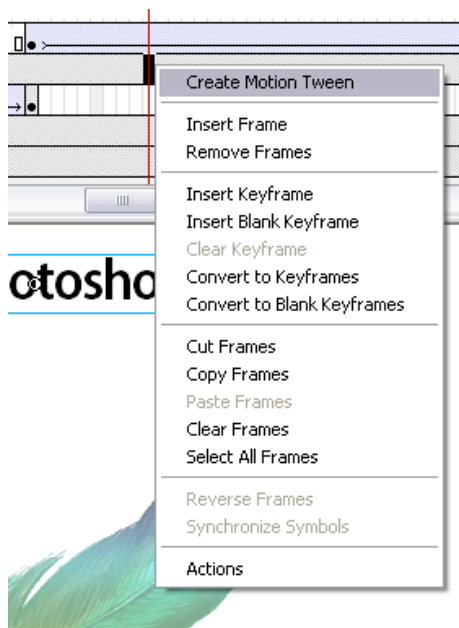 Create Motion Tween
Insert Frame
Remove Frames
Insert Keyframe
Insert Blank Keyframe
Clear Keyframe
otosho
Convert to Keyframes
Convert to Blank Keyframes
Cut Frames
Copy Frames
Paste Frames
Clear Frames
Select All Frames
Reverse Frames
Synchronize Symbols
Actions